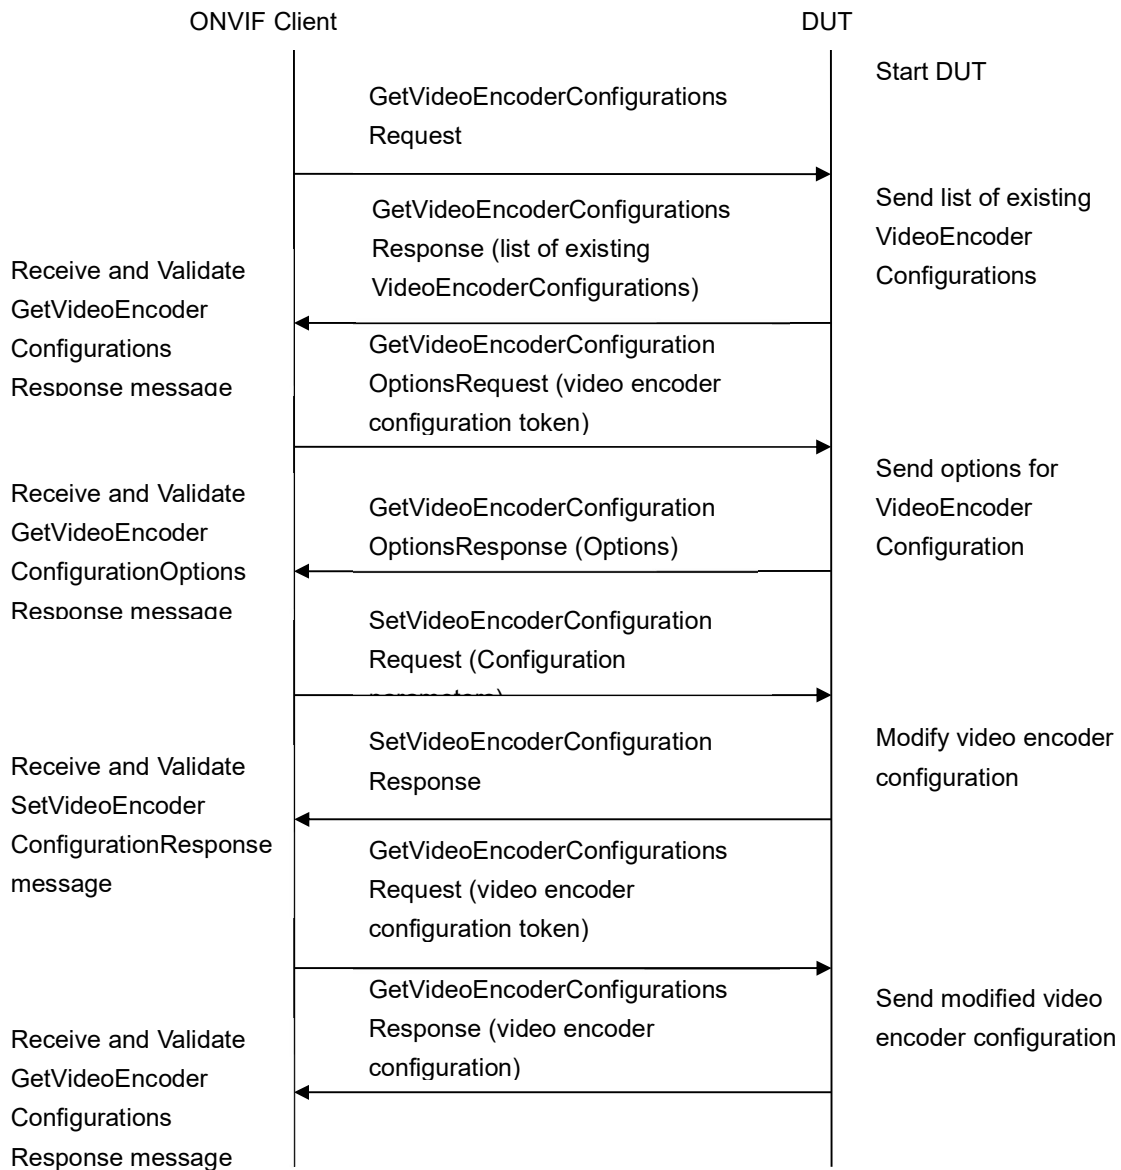 ONVIF Client
DUT
Start DUT
GetVideoEncoderConfigurations
Request
Send list of existing
VideoEncoder
Configurations
GetVideoEncoderConfigurations
Response (list of existing
VideoEncoderConfigurations)
Receive and Validate
GetVideoEncoder
Configurations
Response message
GetVideoEncoderConfiguration
OptionsRequest (video encoder
configuration token)
Send options for
VideoEncoder
Configuration
GetVideoEncoderConfiguration
OptionsResponse (Options)
Receive and Validate
GetVideoEncoder
ConfigurationOptions
Response message
SetVideoEncoderConfiguration
Request (Configuration
Modify video encoder
configuration
SetVideoEncoderConfiguration
Response
Receive and Validate
SetVideoEncoder
ConfigurationResponse
message
GetVideoEncoderConfigurations
Request (video encoder
configuration token)
GetVideoEncoderConfigurations
Response (video encoder
configuration)
Send modified video
encoder configuration
Receive and Validate
GetVideoEncoder
Configurations
Response message